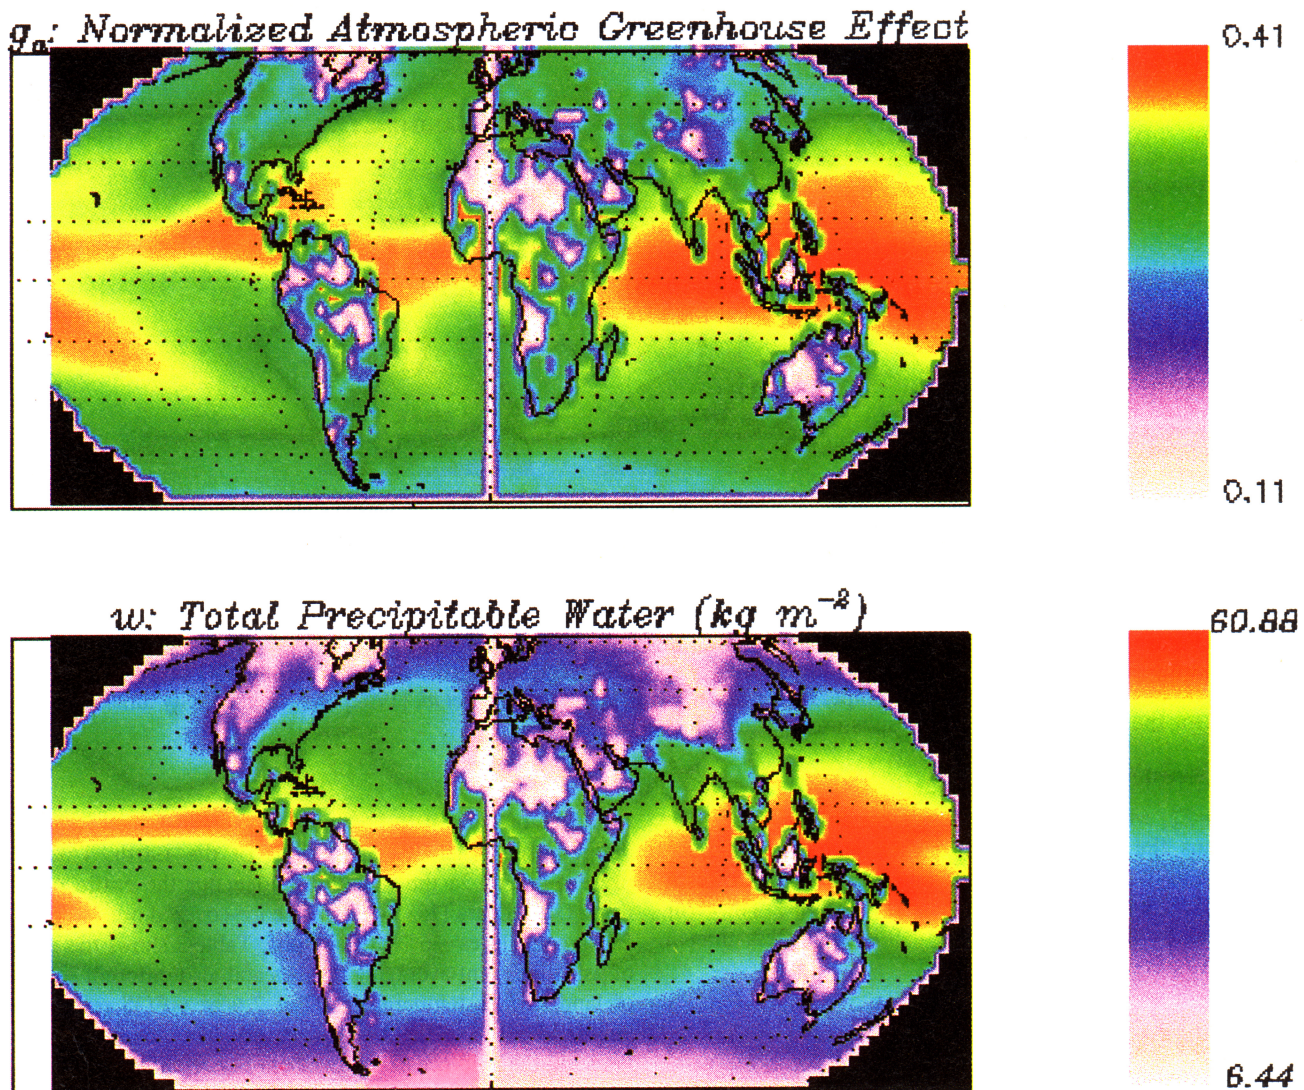 gₐ: Normalized Atmospheric Greenhouse Effect
0.41
0.11
w: Total Precipitable Water (kg m⁻²)
60.88
6.44